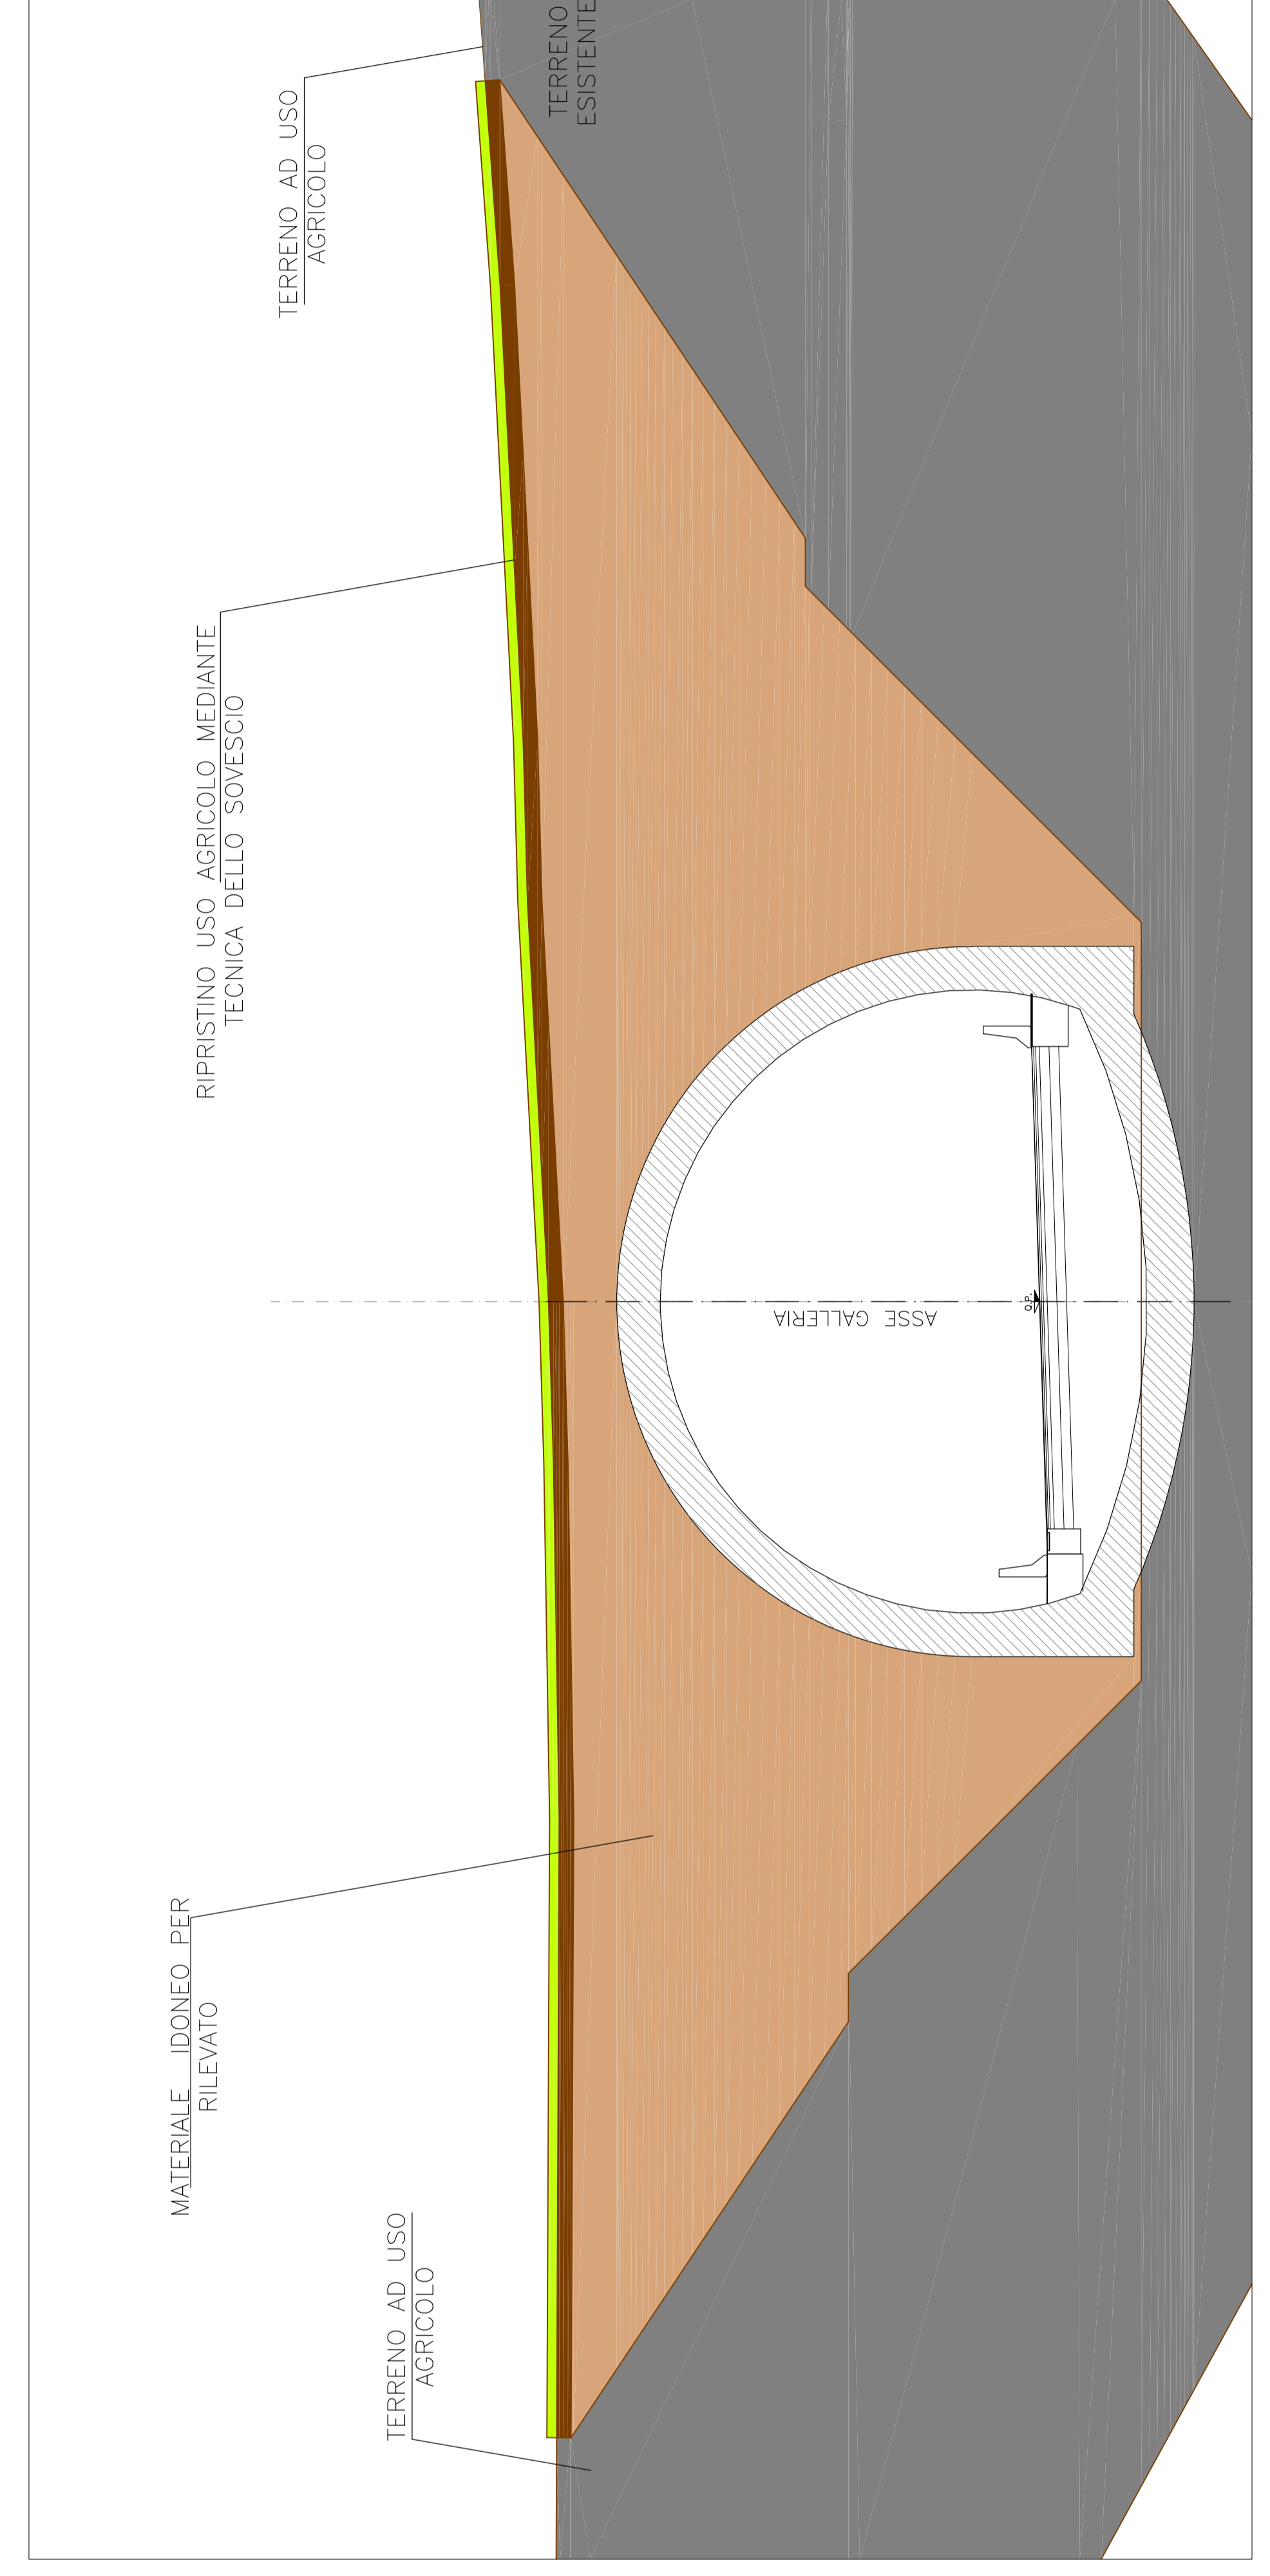 TERRENO AD USO
AGRICOLO
MATERIALE IDONEO PER
RILEVATO
RIPRISTINO USO AGRICOLO MEDIANTE
TECNICA DELLO SOVESCIO
TERRENO AD USO
AGRICOLO
TERRENO
ESISTENTE
ASSE GALLERIA
Q.P.